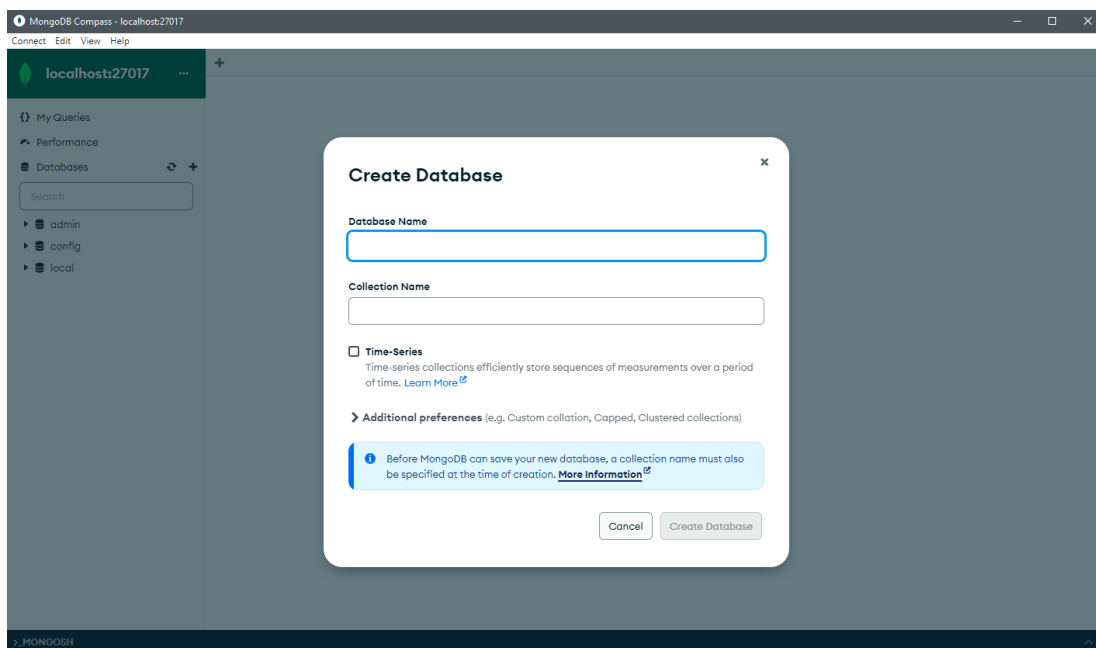 MongoDB Compass - localhost:27017
Connect Edit View Help
localhost:27017 ...
{} My Queries
Performance
Databases
Search
admin
config
local
Create Database
Database Name
Collection Name
Time-Series
Time-series collections efficiently store sequences of measurements over a period
of time. Learn More
Additional preferences (e.g. Custom collation, Capped, Clustered collections)
Before MongoDB can save your new database, a collection name must also
be specified at the time of creation. More Information
Cancel Create Database
>_MONGOSH